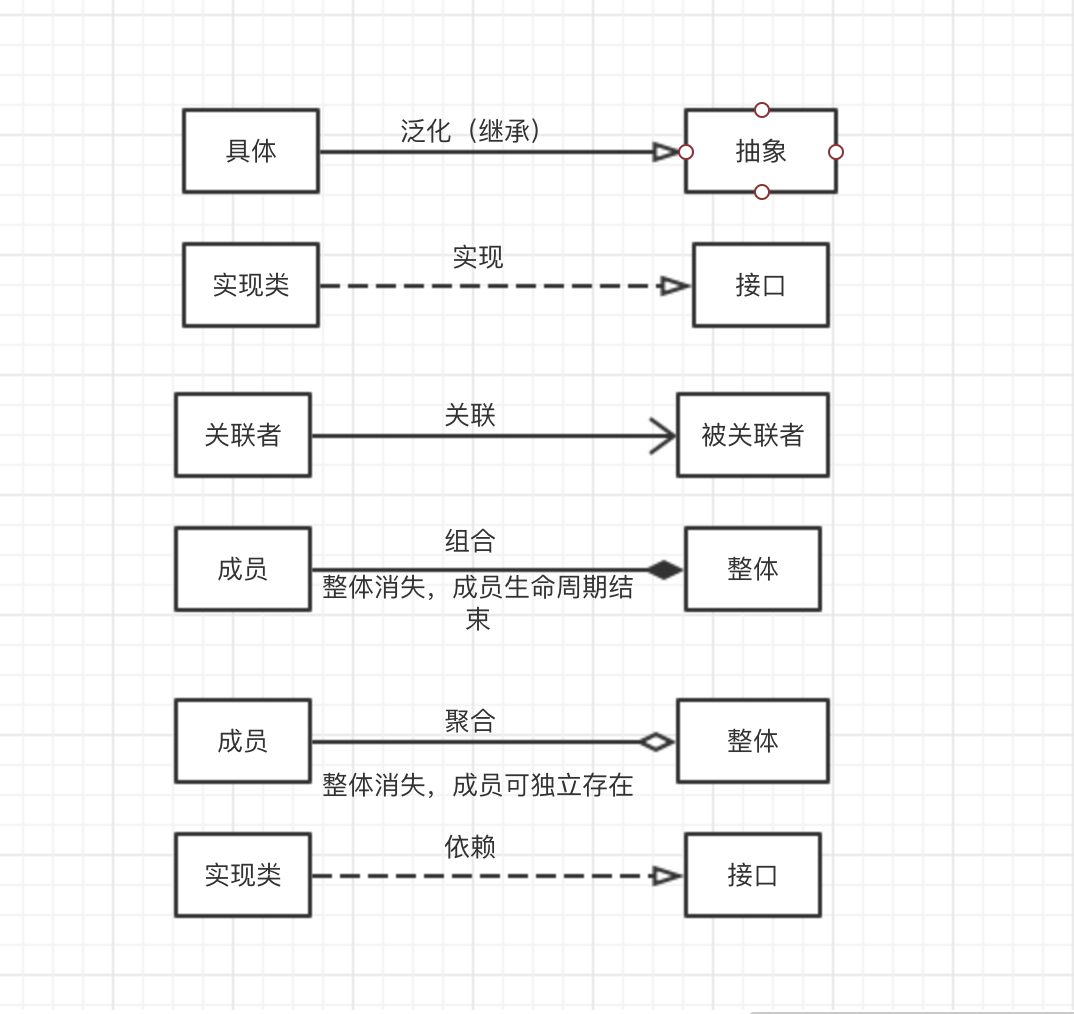 泛化（继承）
具体
抽象
实现
实现类
接口
关联
关联者
被关联者
组合
成员
整体
整体消失，成员生命周期结
束
聚合
成员
整体
整体消失，成员可独立存在
依赖
实现类
接口